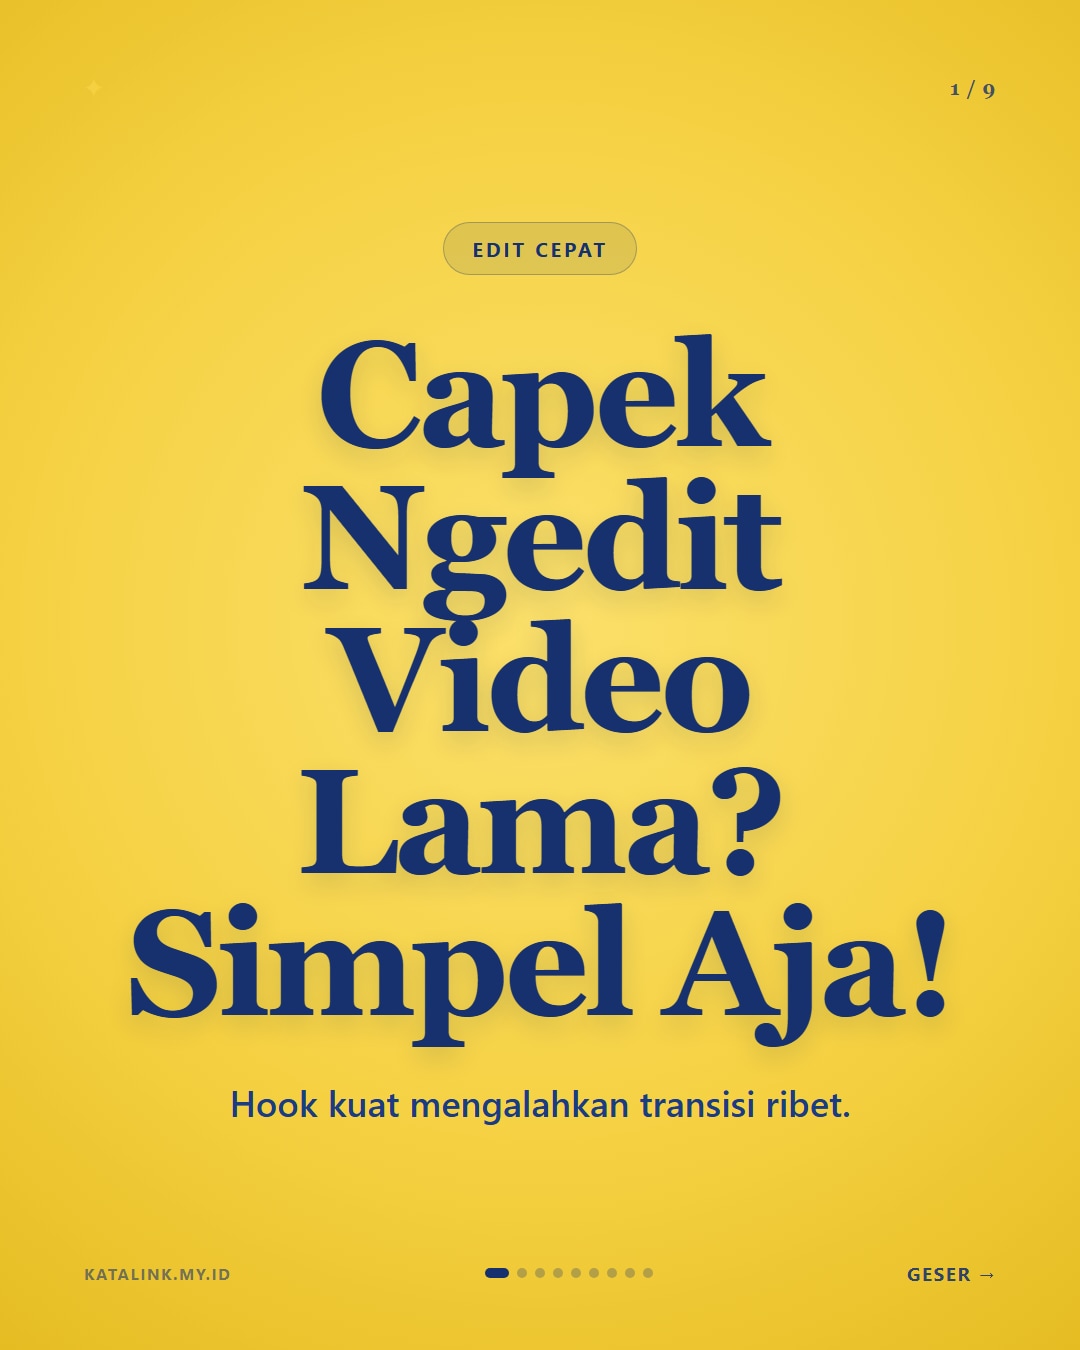 1 / 9
EDIT CEPAT
Capek
Ngedit
Video
Lama?
Simpel Aja!
Hook kuat mengalahkan transisi ribet.
KATALINK.MY.ID
GESER →